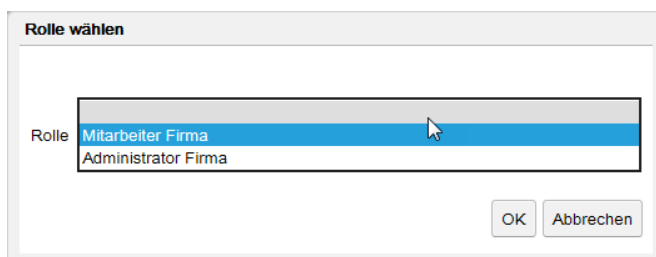 Rolle wählen
Rolle
Mitarbeiter Firma
Administrator Firma
OK
Abbrechen